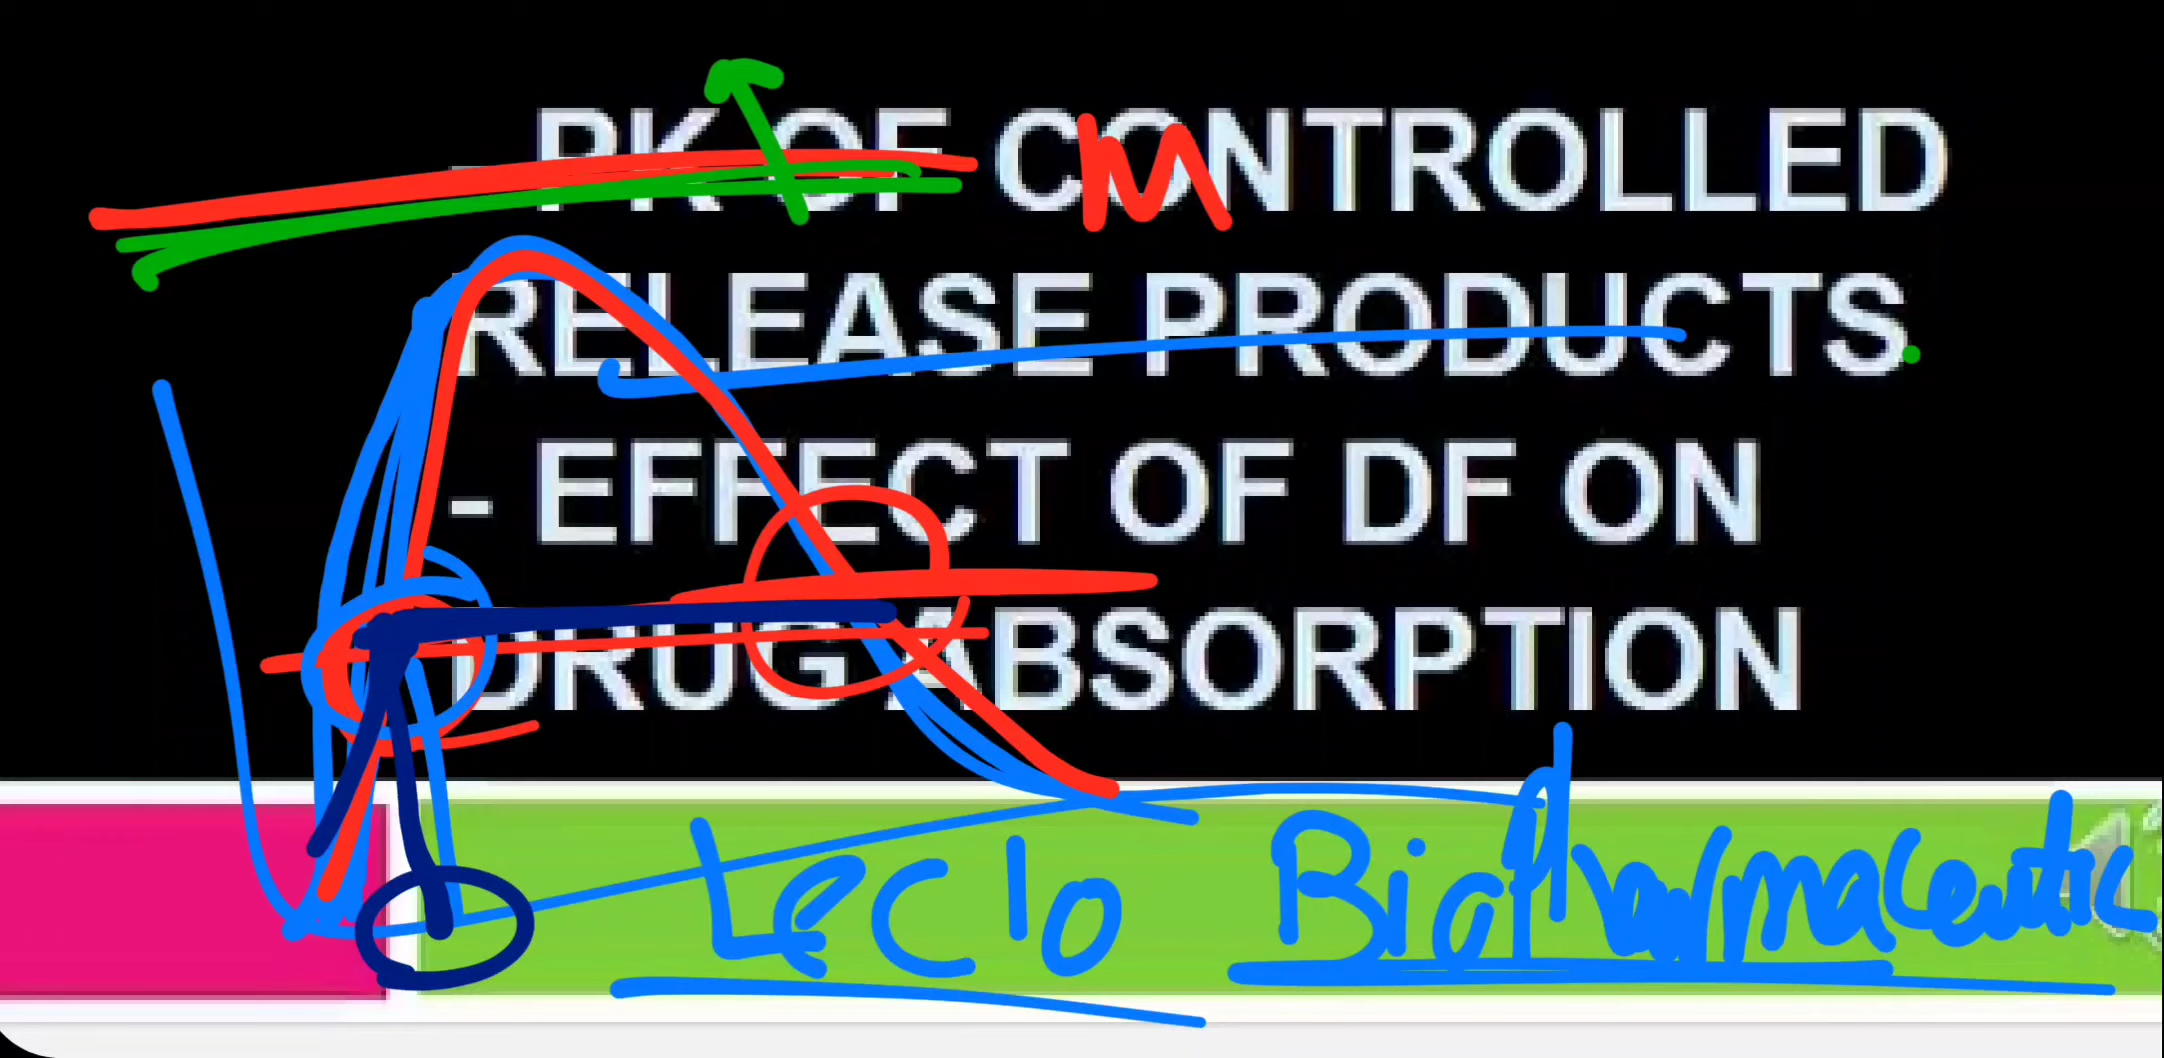 - PK OF CONTROLLED
RELEASE PRODUCTS
- EFFECT OF DF ON
DRUG ABSORPTION
Lec 10 Biopharmaceutic